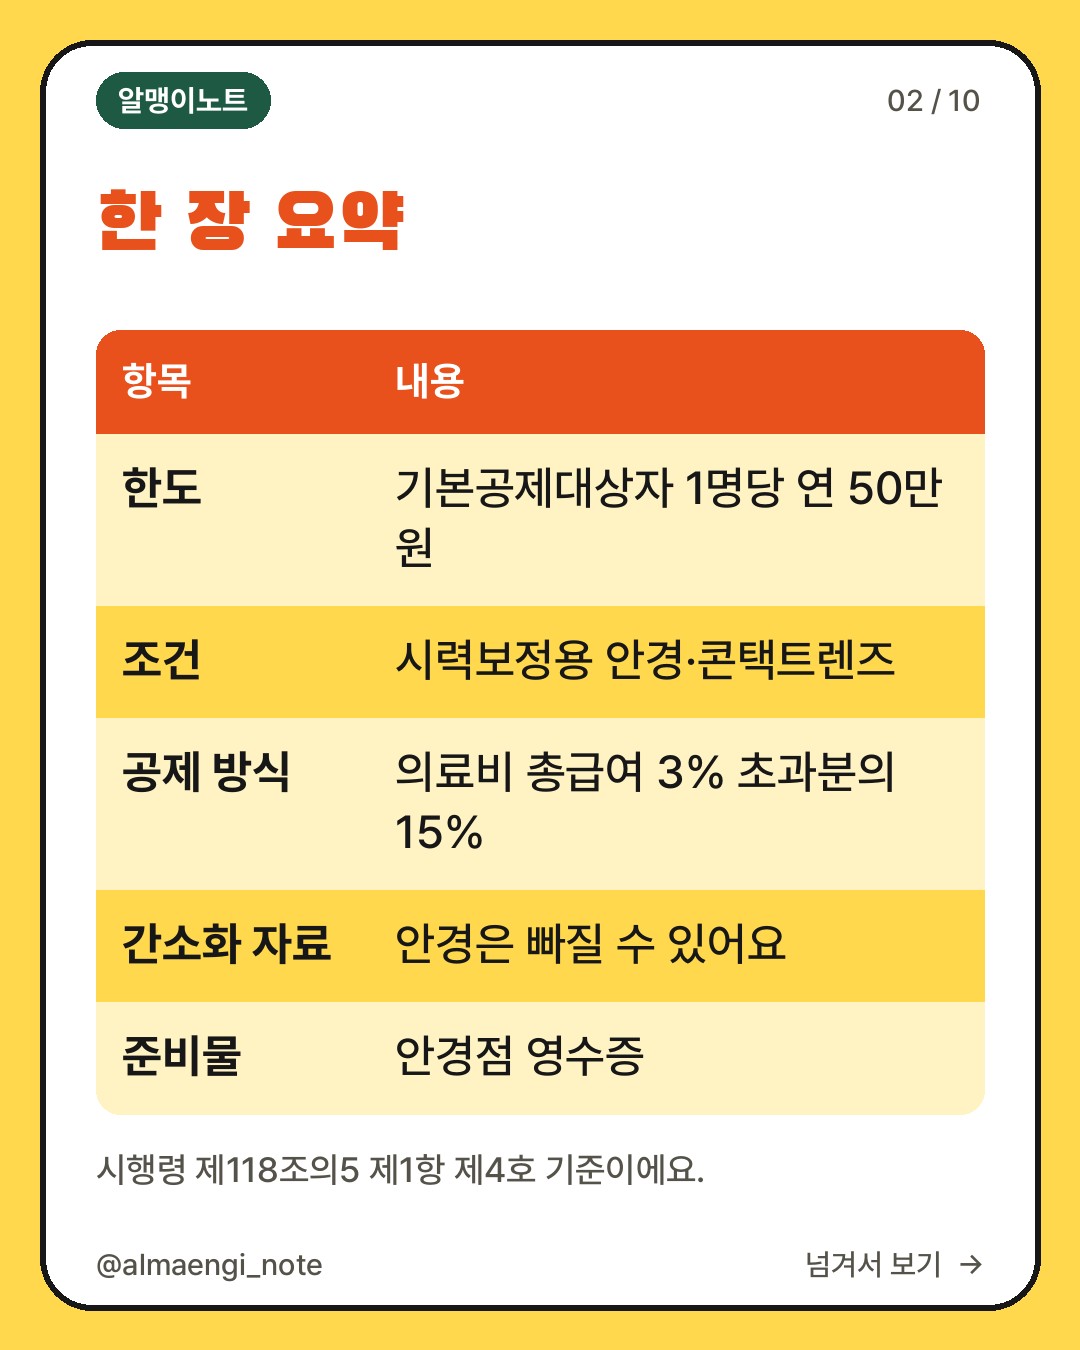 알맹이노트
02 / 10
한 장 요약
항목 내용
한도 기본공제대상자 1명당 연 50만
원
조건 시력보정용 안경·콘택트렌즈
공제 방식 의료비 총급여 3% 초과분의
15%
간소화 자료 안경은 빠질 수 있어요
준비물 안경점 영수증
시행령 제118조의5 제1항 제4호 기준이에요.
@almaengi_note
넘겨서 보기 →